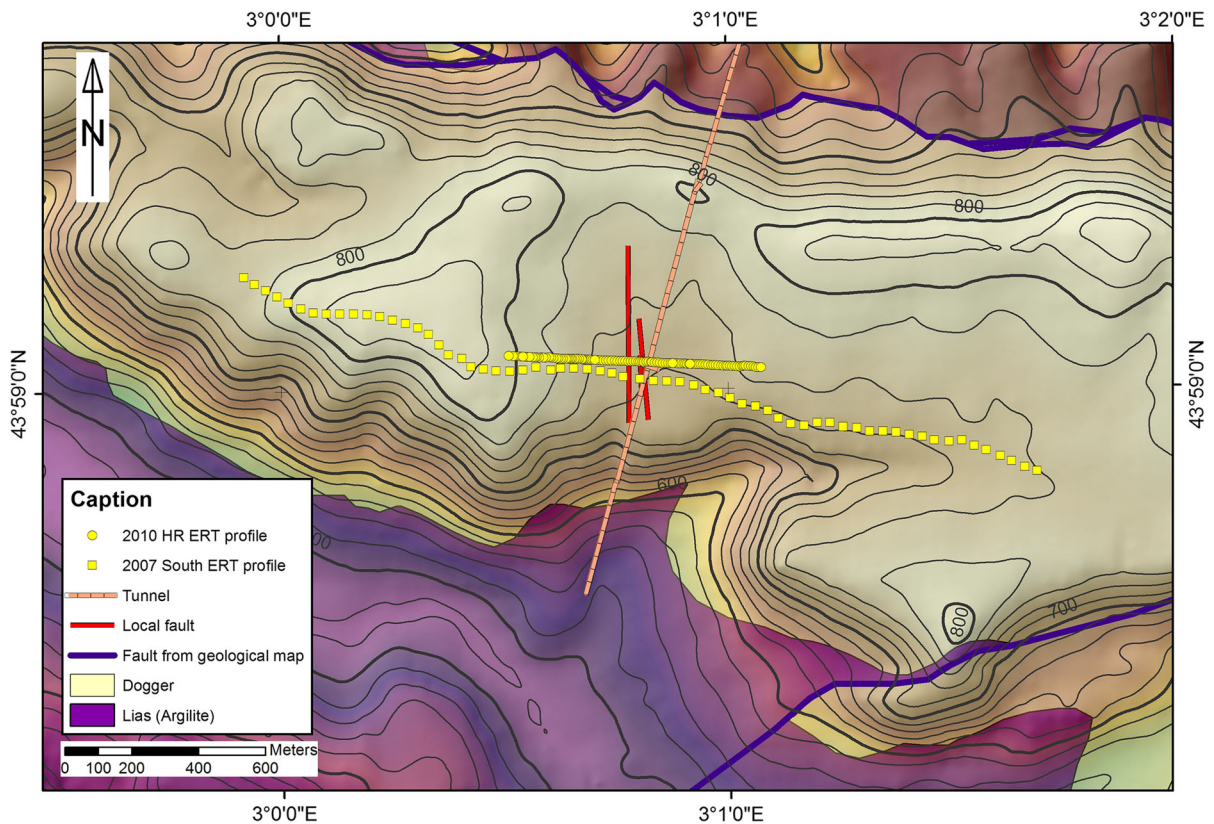 3°0'0"E
3°1'0"E
3°2'0"E
N
800
800
800
43°59'0"N
43°59'0"N
600
Caption
2010 HR ERT profile
2007 South ERT profile
Tunnel
Local fault
Fault from geological map
Dogger
Lias (Argilite)
800
700
Meters
0 100 200 400 600
3°0'0"E
3°1'0"E